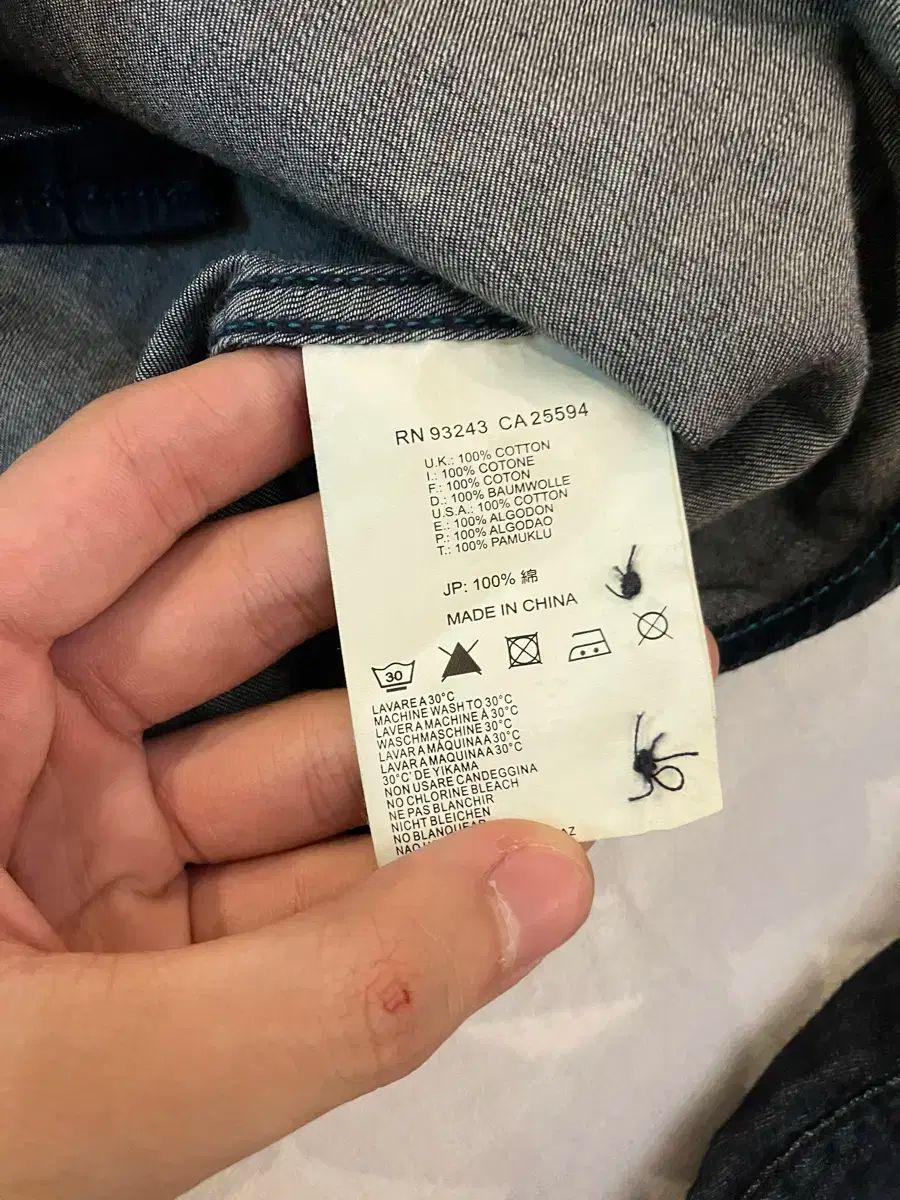 RN 93243 CA 25594
U.K.: 100% COTTON
I.: 100% COTONE
F.: 100% COTON
D.: 100% BAUMWOLLE
U.S.A.: 100% COTTON
E.: 100% ALGODON
P.: 100% ALGODAO
T.: 100% PAMUKLU
JP: 100% 綿
MADE IN CHINA
30
LAVARE A 30°C
MACHINE WASH TO 30°C
LAVER A MACHINE À 30°C
WASCHMASCHINE 30°C
LAVAR A MÁQUINA A 30°C
LAVAR A MAQUINA A 30°C
30°C' DE YIKAMA
NON USARE CANDEGGINA
NO CHLORINE BLEACH
NE PAS BLANCHIR
NICHT BLEICHEN
NO BLANQUEAR